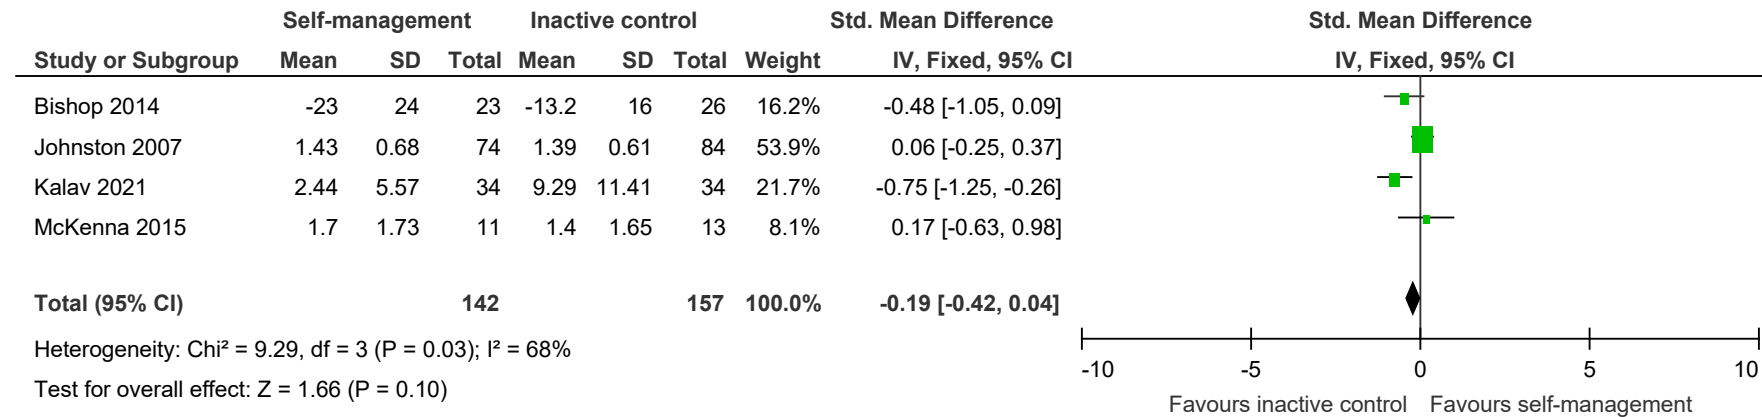 Self-management Inactive control Std. Mean Difference Std. Mean Difference
Study or Subgroup Mean SD Total Mean SD Total Weight IV, Fixed, 95% CI IV, Fixed, 95% CI
Bishop 2014 -23 24 23 -13.2 16 26 16.2% -0.48 [-1.05, 0.09]
Johnston 2007 1.43 0.68 74 1.39 0.61 84 53.9% 0.06 [-0.25, 0.37]
Kalav 2021 2.44 5.57 34 9.29 11.41 34 21.7% -0.75 [-1.25, -0.26]
McKenna 2015 1.7 1.73 11 1.4 1.65 13 8.1% 0.17 [-0.63, 0.98]
Total (95% CI) 142 157 100.0% -0.19 [-0.42, 0.04]
Heterogeneity: Chi² = 9.29, df = 3 (P = 0.03); I² = 68%
Test for overall effect: Z = 1.66 (P = 0.10)
-10 -5 0 5 10
Favours inactive control Favours self-management